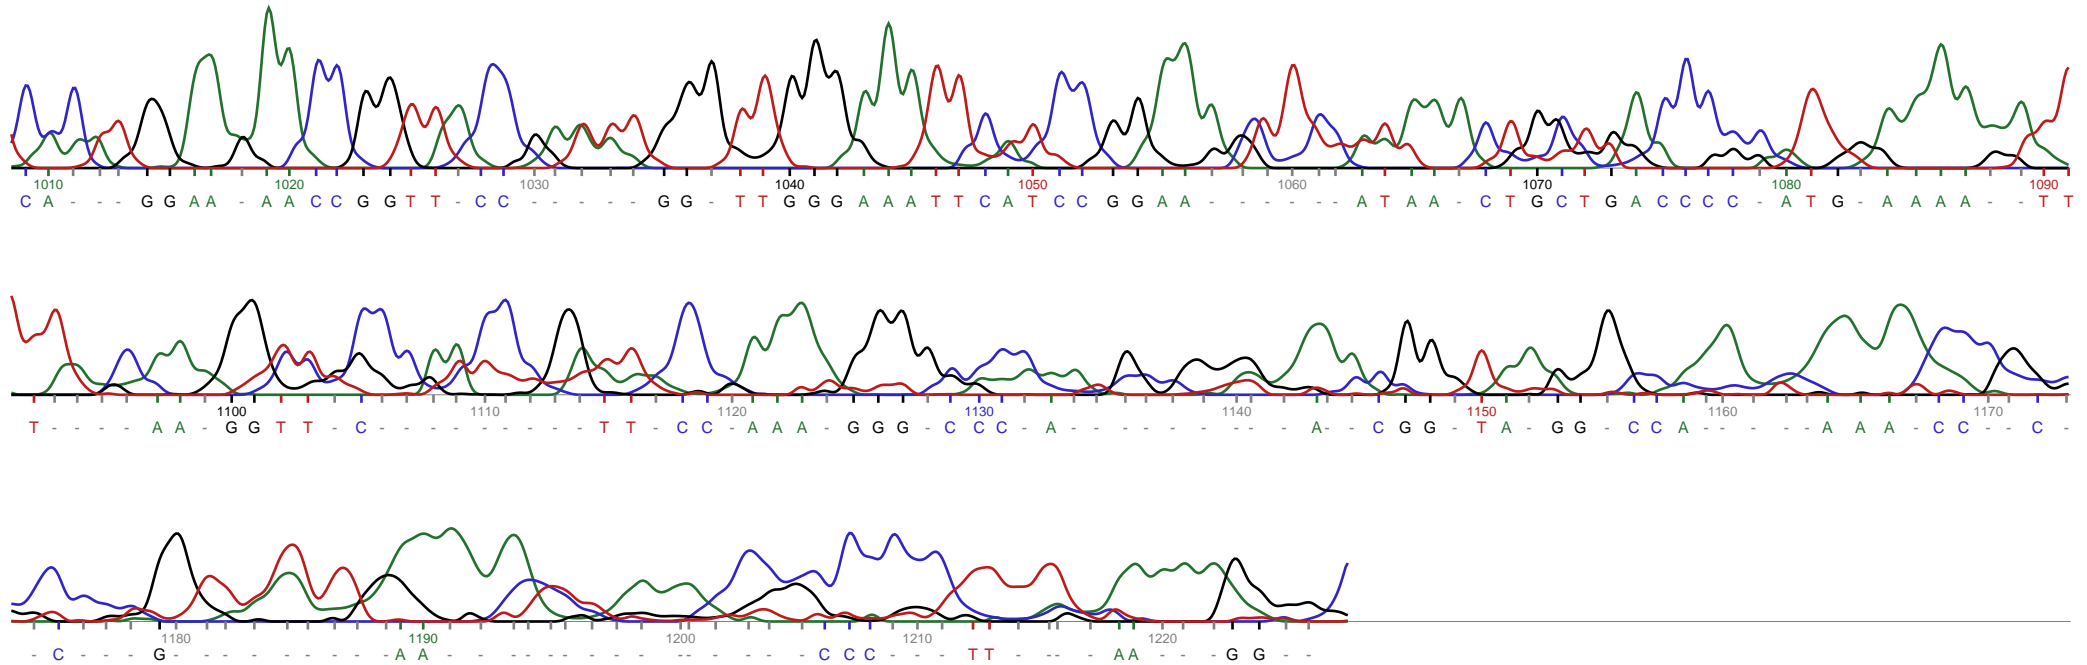 1010 1020 1030 1040 1050 1060 1070 1080 1090
C A - - - G G A A - A A C C G G T T - C C - - - - - - G G - T T G G G A A A T T C A T C C G G A A - - - - - - - A T A A - C T G C T G A C C C C - A T G - A A A A - - T T
1100 1110 1120 1130 1140 1150 1160 1170
T - - - - A A - G G T T - C - - - - - - - - - T T - C C - A A A - G G G - C C C - A - - - - - - - - - - A - C G G - T A - G G - C C A - - - - - A A A - C C - - C -
1180 1190 1200 1210 1220
- C - - - G - - - - - - - - - A A - - - - - - - - - - - - - - - C C C - - - T T - - - - A A - - - G G - -